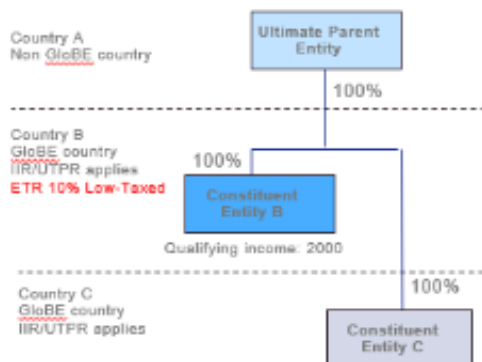 Country A
Non GloBE country
Ultimate Parent
Entity
100%
Country B
GloBE country
IIR/UTPR applies
ETR 10% Low-Taxed
100%
Constituent
Entity B
Qualifying income: 2000
100%
Country C
GloBE country
IIR/UTPR applies
Constituent
Entity C